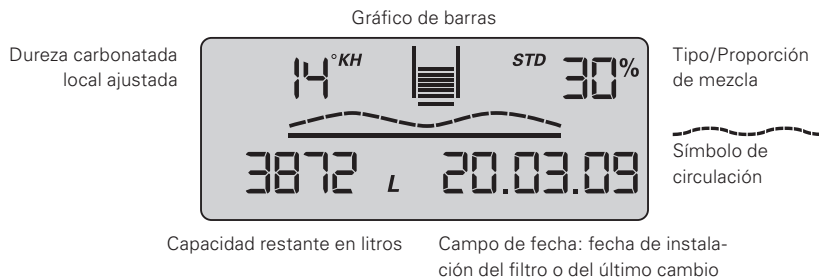 Gráfico de barras
Dureza carbonatada
local ajustada
14 °KH
STD 30%
Tipo/Proporción
de mezcla
Símbolo de
circulación
3872 L 20.03.09
Capacidad restante en litros
Campo de fecha: fecha de instala-
ción del filtro o del último cambio